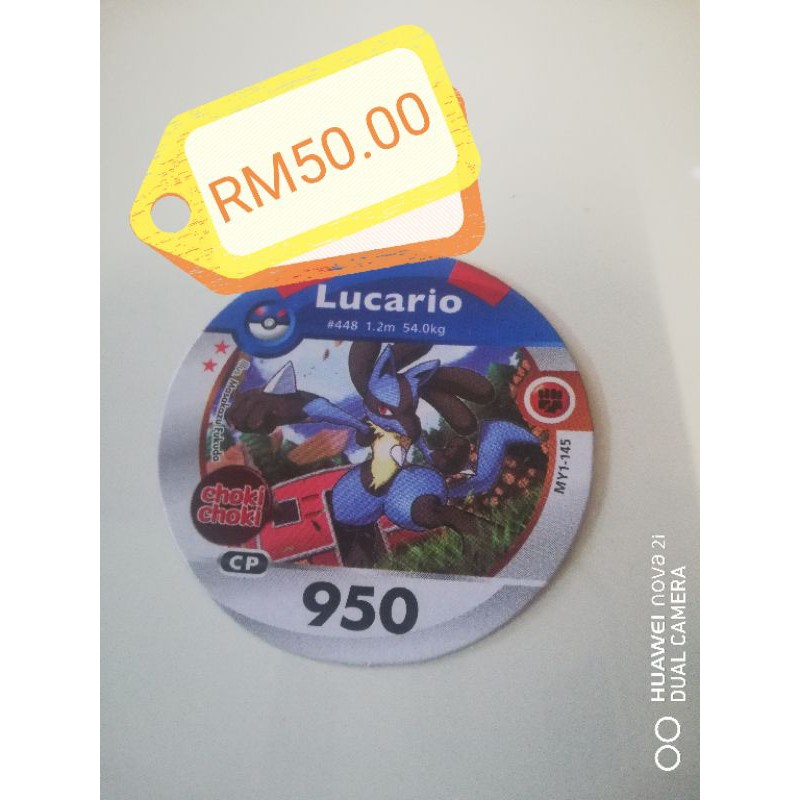 RM50.00
Lucario
#448 1.2m 54.0kg
MY1-145
choki
choki
CP
950
HUAWEI nova 2i
DUAL CAMERA